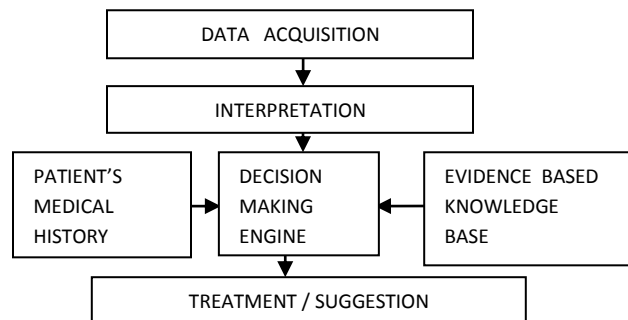 DATA ACQUISITION
INTERPRETATION
PATIENT'S
MEDICAL
HISTORY
DECISION
MAKING
ENGINE
EVIDENCE BASED
KNOWLEDGE
BASE
TREATMENT / SUGGESTION